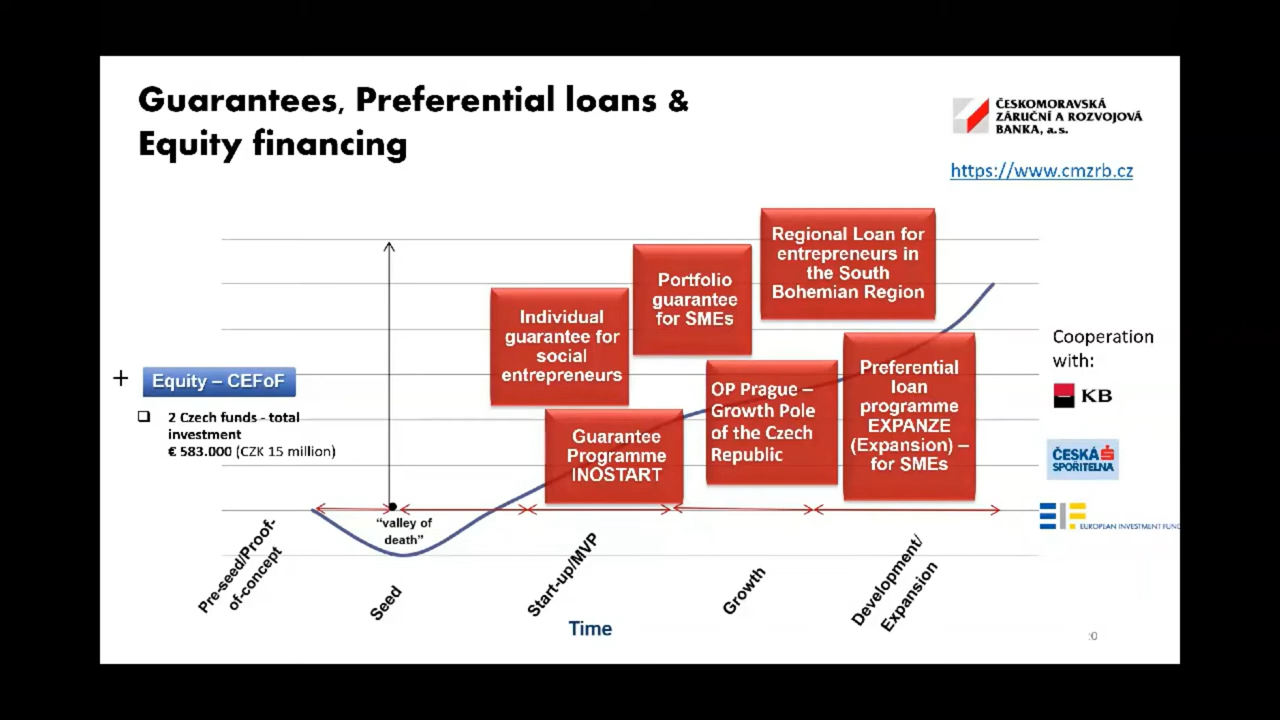 Guarantees, Preferential loans &
Equity financing
ČESKOMORAVSKÁ
ZÁRUČNÍ A ROZVOJOVÁ
BANKA, a.s.
https://www.cmzrb.cz
Regional Loan for
entrepreneurs in
the South
Bohemian Region
Portfolio
guarantee
for SMEs
Individual
guarantee for
social
entrepreneurs
Cooperation
with:
KB
ČESKÁ
SPOŘITELNA
EIF
EUROPEAN INVESTMENT FUND
+ Equity – CEFoF
2 Czech funds - total
investment
€ 583.000 (CZK 15 million)
OP Prague –
Growth Pole
of the Czech
Republic
Preferential
loan
programme
EXPANZE
(Expansion) –
for SMEs
Guarantee
Programme
INOSTART
"valley of
death"
Pre-seed/Proof-
of-concept
Seed
Start-up/MVP
Growth
Development/
Expansion
Time